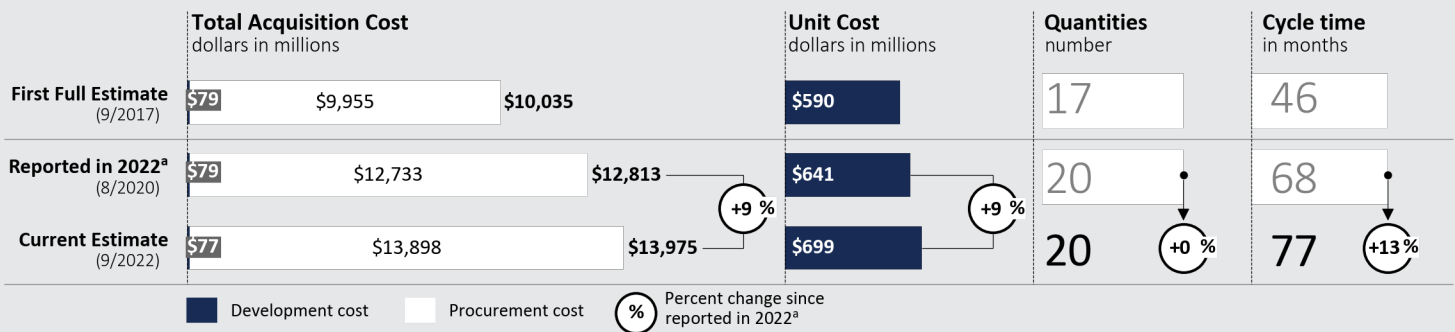 Total Acquisition Cost
dollars in millions
Unit Cost
dollars in millions
Quantities
number
Cycle time
in months
First Full Estimate
(9/2017)
$79
$9,955
$10,035
$590
17
46
Reported in 2022ᵃ
(8/2020)
$79
$12,733
$12,813
$641
20
68
+9 %
+9 %
Current Estimate
(9/2022)
$77
$13,898
$13,975
$699
20
+0 %
77
+13 %
Development cost
Procurement cost
%
Percent change since
reported in 2022ᵃ